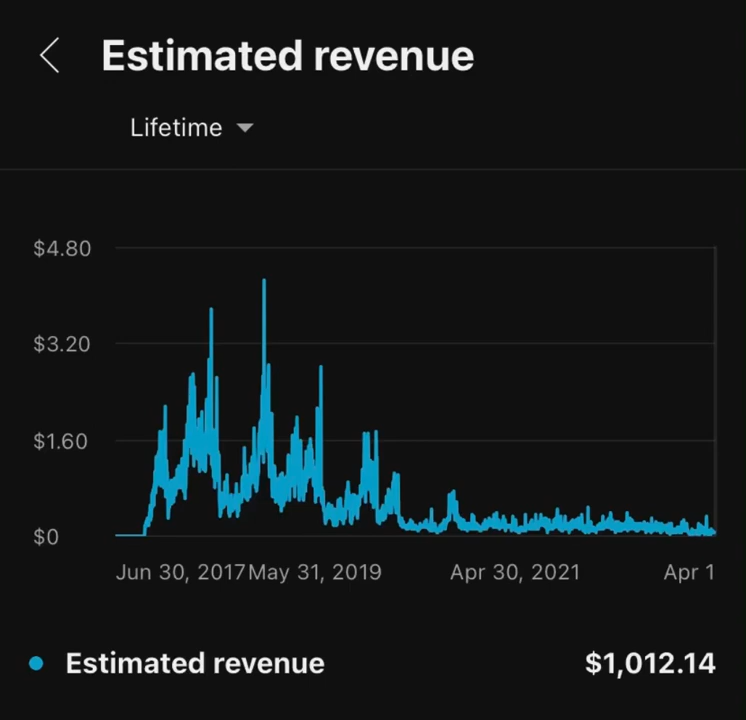 Estimated revenue
Lifetime
$4.80
$3.20
$1.60
$0
Jun 30, 2017 May 31, 2019 Apr 30, 2021 Apr 1
Estimated revenue $1,012.14